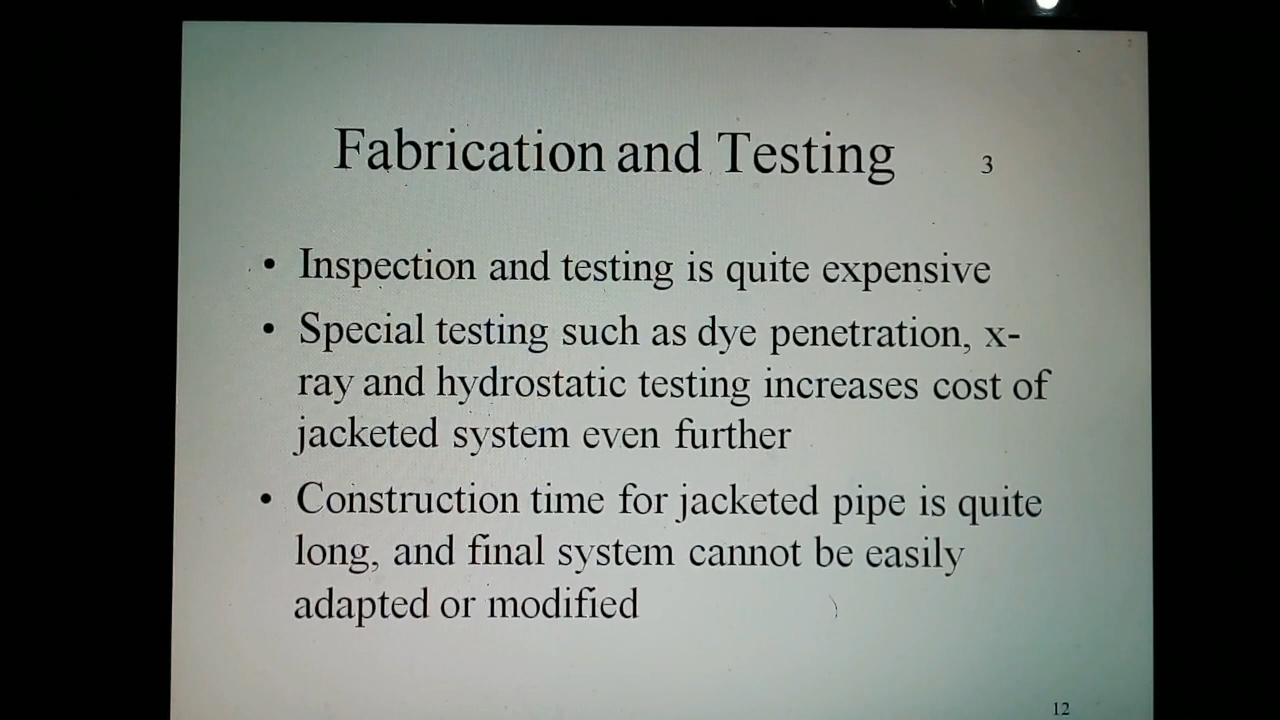 Fabrication and Testing 3
• Inspection and testing is quite expensive
• Special testing such as dye penetration, x-
ray and hydrostatic testing increases cost of
jacketed system even further
• Construction time for jacketed pipe is quite
long, and final system cannot be easily
adapted or modified
12